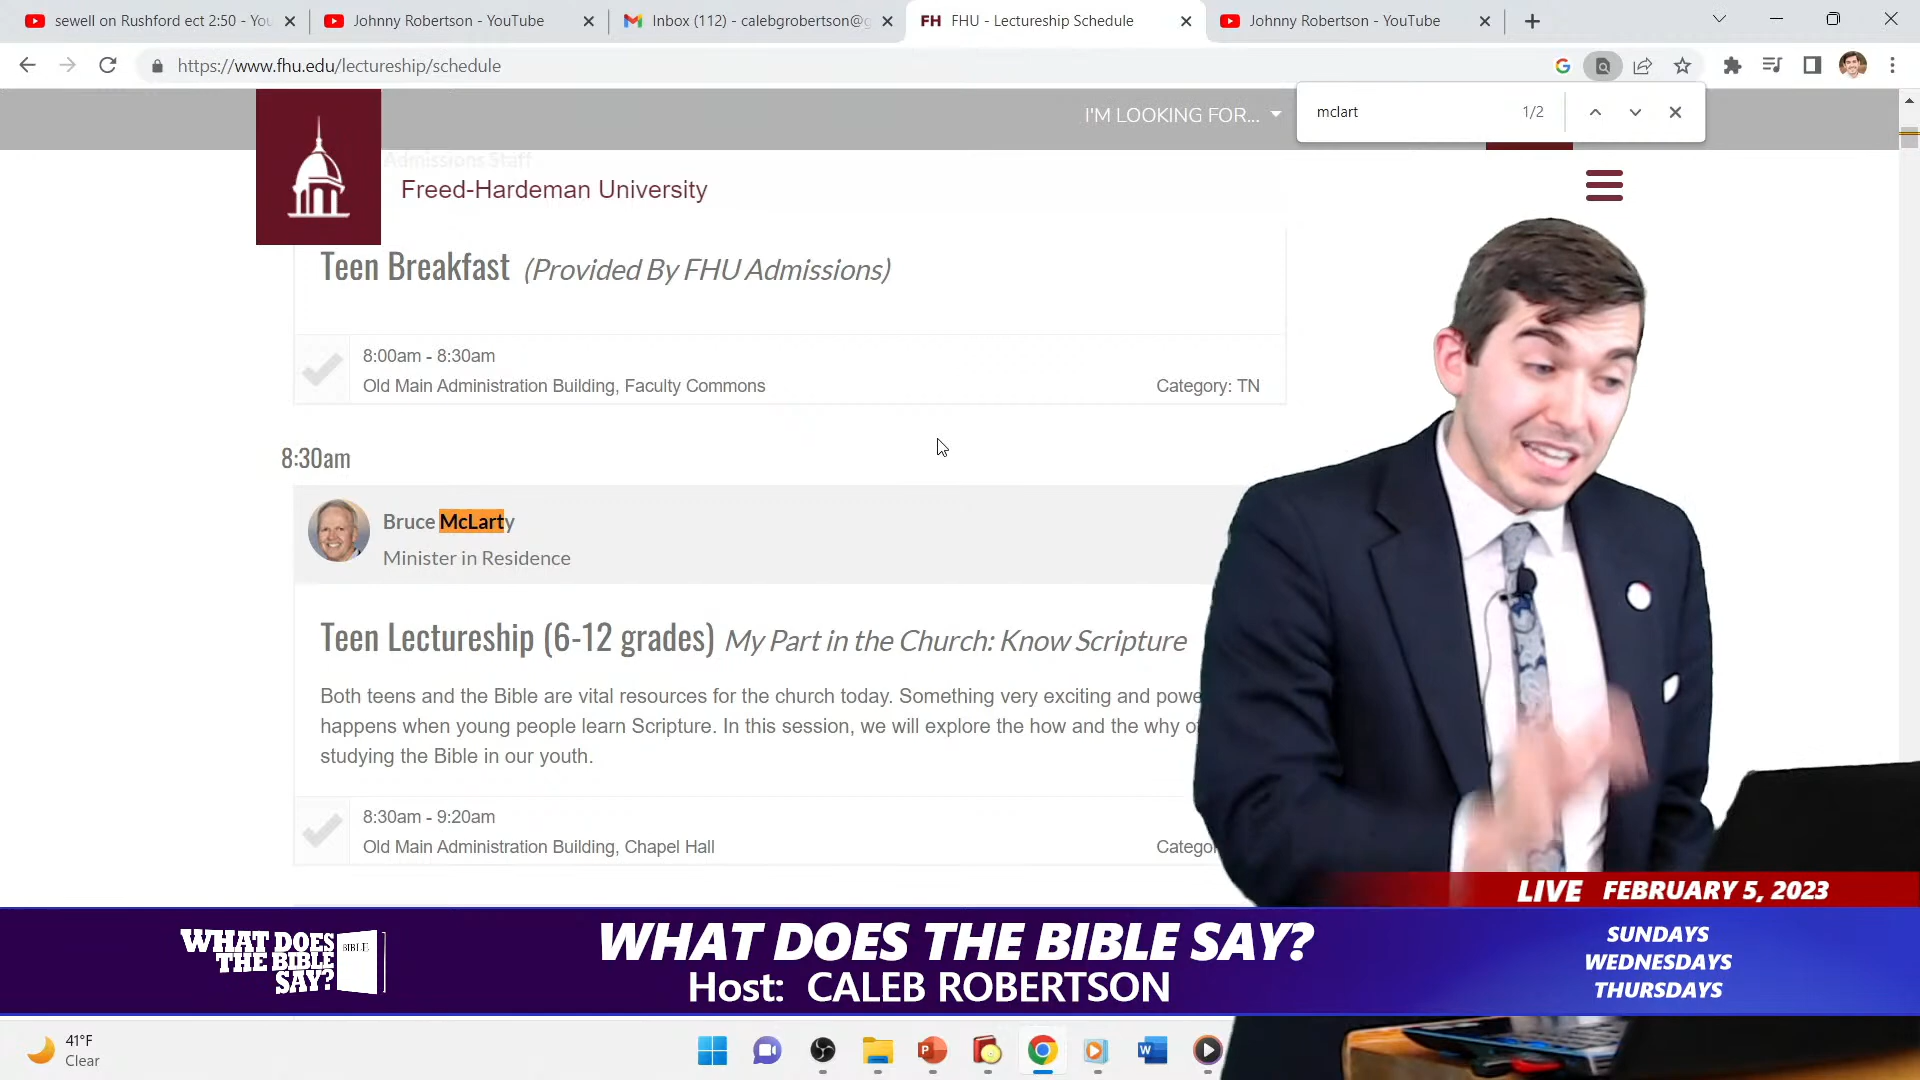 sewell on Rushford ect 2:50 - You
Johnny Robertson - YouTube
Inbox (112) - calebgrobertson@g
FH FHU - Lectureship Schedule
Johnny Robertson - YouTube
https://www.fhu.edu/lectureship/schedule
I'M LOOKING FOR...
mclart 1/2
Admissions Staff
Freed-Hardeman University
Teen Breakfast (Provided By FHU Admissions)
8:00am - 8:30am
Old Main Administration Building, Faculty Commons Category: TN
8:30am
Bruce McLarty
Minister in Residence
Teen Lectureship (6-12 grades) My Part in the Church: Know Scripture
Both teens and the Bible are vital resources for the church today. Something very exciting and powe
happens when young people learn Scripture. In this session, we will explore the how and the why o
studying the Bible in our youth.
8:30am - 9:20am
Old Main Administration Building, Chapel Hall Catego
LIVE FEBRUARY 5, 2023
WHAT DOES
THE BIBLE
SAY?
BIBLE
WHAT DOES THE BIBLE SAY?
Host: CALEB ROBERTSON
SUNDAYS
WEDNESDAYS
THURSDAYS
41°F
Clear